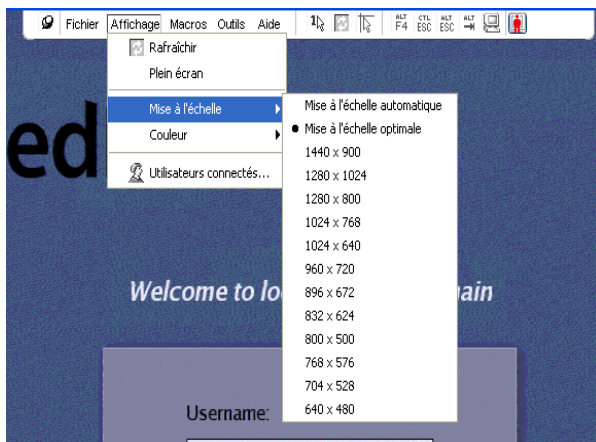 Fichier Affichage Macros Outils Aide
ALT F4 CTL ESC ALT ESC ALT
Rafraîchir
Plein écran
Mise à l'échelle
Couleur
Utilisateurs connectés...
Mise à l'échelle automatique
Mise à l'échelle optimale
1440 x 900
1280 x 1024
1280 x 800
1024 x 768
1024 x 640
960 x 720
896 x 672
832 x 624
800 x 500
768 x 576
704 x 528
640 x 480
ed
Welcome to lo ain
Username: